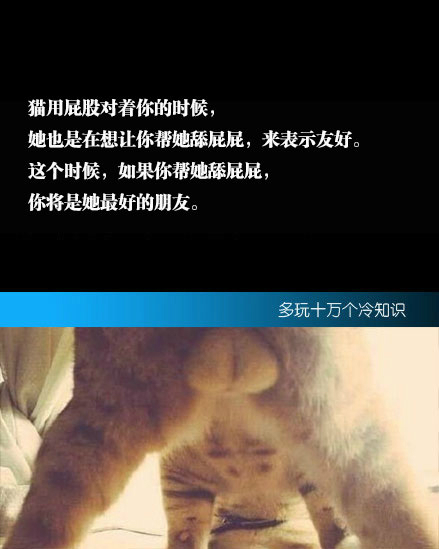 猫用屁股对着你的时候，
她也是在想让你帮她舔屁屁，来表示友好。
这个时候，如果你帮她舔屁屁，
你将是她最好的朋友。
多玩十万个冷知识